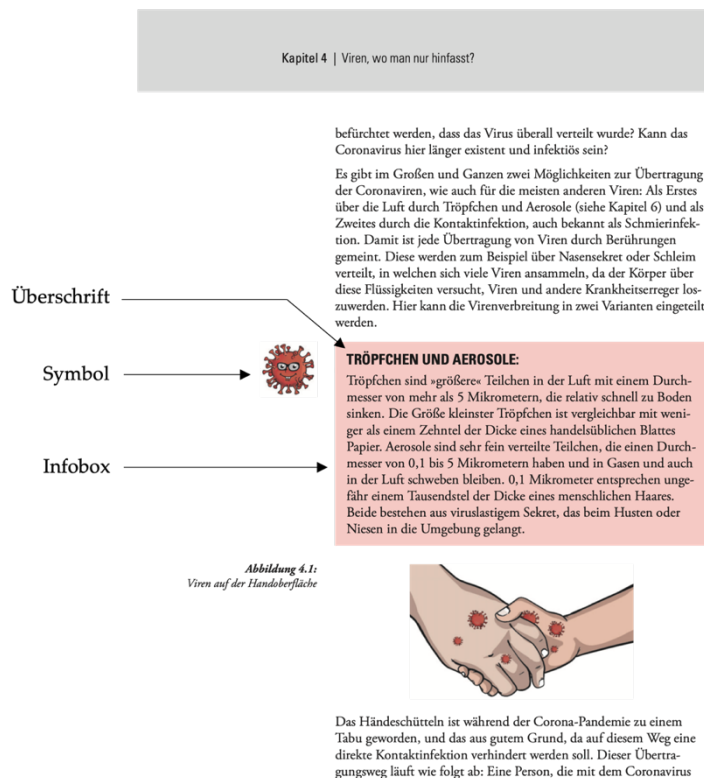 Kapitel 4 | Viren, wo man nur hinfasst?
befürchtet werden, dass das Virus überall verteilt wurde? Kann das
Coronavirus hier länger existent und infektiös sein?
Es gibt im Großen und Ganzen zwei Möglichkeiten zur Übertragung
der Coronaviren, wie auch für die meisten anderen Viren: Als Erstes
über die Luft durch Tröpfchen und Aerosole (siehe Kapitel 6) und als
Zweites durch die Kontaktinfektion, auch bekannt als Schmierinfek-
tion. Damit ist jede Übertragung von Viren durch Berührungen
gemeint. Diese werden zum Beispiel über Nasensekret oder Schleim
verteilt, in welchen sich viele Viren ansammeln, da der Körper über
diese Flüssigkeiten versucht, Viren und andere Krankheitserreger los-
zuwerden. Hier kann die Virenverbreitung in zwei Varianten eingeteilt
werden.
Überschrift
Symbol
Infobox
TRÖPFCHEN UND AEROSOLE:
Tröpfchen sind »größere« Teilchen in der Luft mit einem Durch-
messer von mehr als 5 Mikrometern, die relativ schnell zu Boden
sinken. Die Größe kleinster Tröpfchen ist vergleichbar mit weni-
ger als einem Zehntel der Dicke eines handelsüblichen Blattes
Papier. Aerosole sind sehr fein verteilte Teilchen, die einen Durch-
messer von 0,1 bis 5 Mikrometern haben und in Gasen und auch
in der Luft schweben bleiben. 0,1 Mikrometer entsprechen unge-
fähr einem Tausendstel der Dicke eines menschlichen Haares.
Beide bestehen aus viruslastigem Sekret, das beim Husten oder
Niesen in die Umgebung gelangt.
Abbildung 4.1:
Viren auf der Handoberfläche
Das Händeschütteln ist während der Corona-Pandemie zu einem
Tabu geworden, und das aus gutem Grund, da auf diesem Weg eine
direkte Kontaktinfektion verhindert werden soll. Dieser Übertra-
gungsweg läuft wie folgt ab: Eine Person, die mit dem Coronavirus